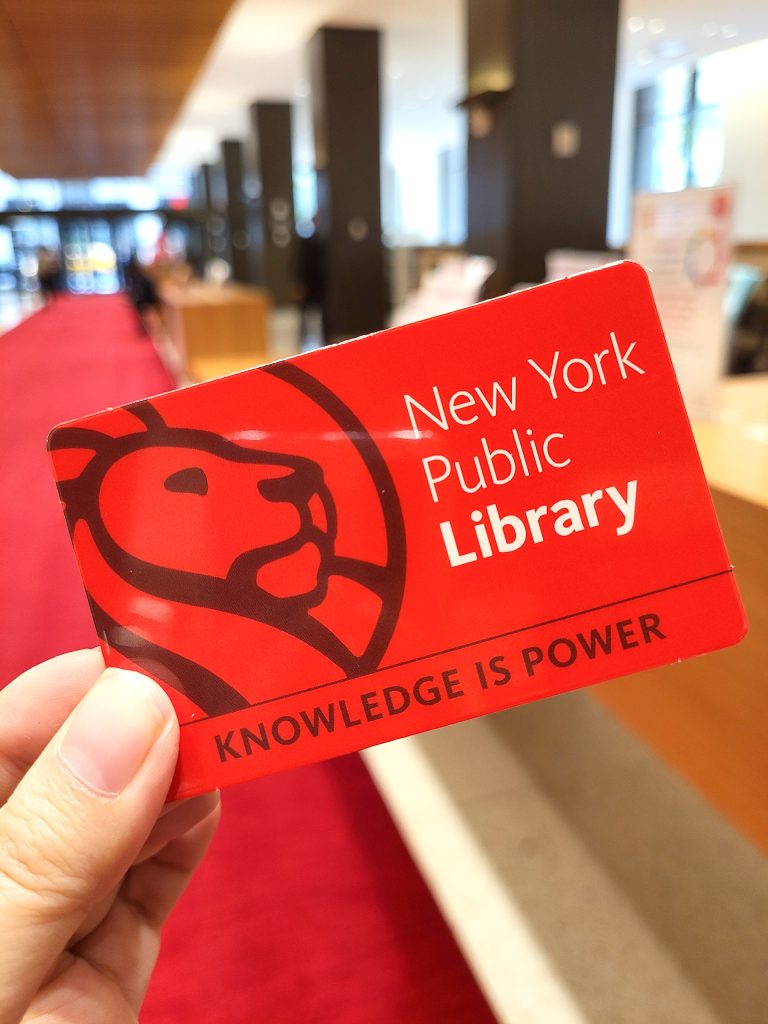 New York
Public
Library
KNOWLEDGE IS POWER